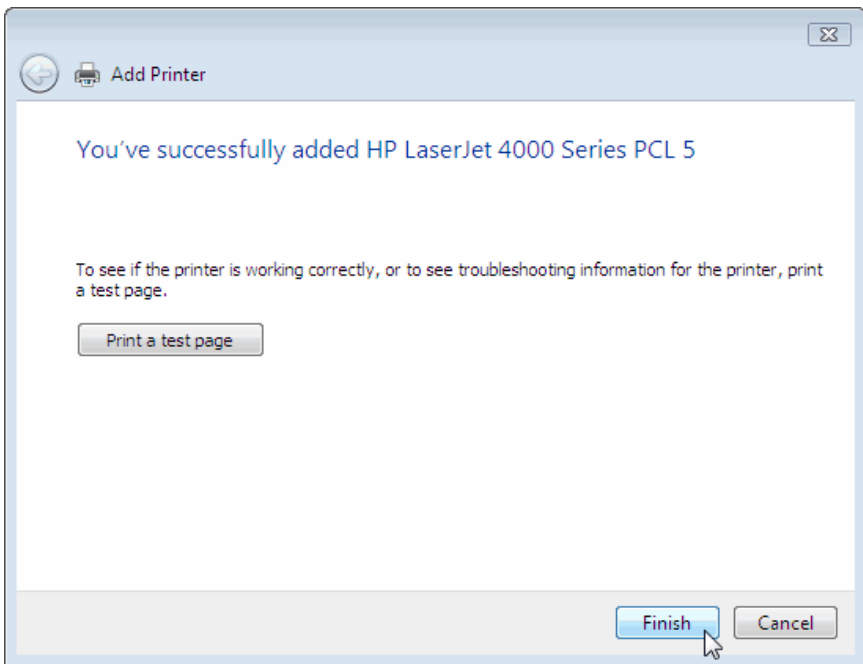 Add Printer
You've successfully added HP LaserJet 4000 Series PCL 5
To see if the printer is working correctly, or to see troubleshooting information for the printer, print
a test page.
Print a test page
Finish Cancel